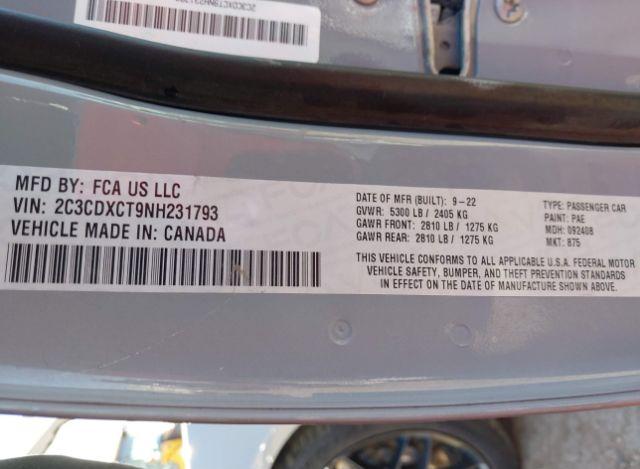 2C3CDXCT9NH231793
MFD BY: FCA US LLC
VIN: 2C3CDXCT9NH231793
VEHICLE MADE IN: CANADA
DATE OF MFR (BUILT): 9-22
GVWR: 5300 LB / 2405 KG
GAWR FRONT: 2810 LB / 1275 KG
GAWR REAR: 2810 LB / 1275 KG
TYPE: PASSENGER CAR
PAINT: PAE
MDH: 092408
MKT: 875
THIS VEHICLE CONFORMS TO ALL APPLICABLE U.S.A. FEDERAL MOTOR
VEHICLE SAFETY, BUMPER, AND THEFT PREVENTION STANDARDS
IN EFFECT ON THE DATE OF MANUFACTURE SHOWN ABOVE.